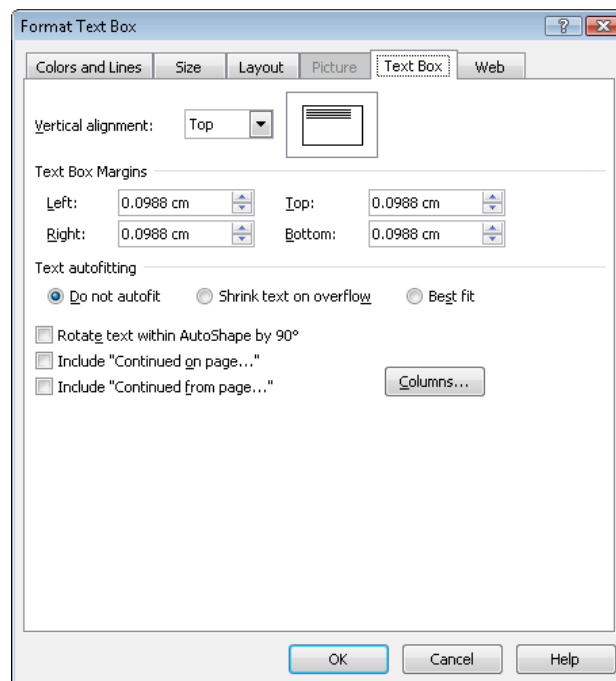 Format Text Box
Colors and Lines Size Layout Picture Text Box Web
Vertical alignment: Top
Text Box Margins
Left: 0.0988 cm Top: 0.0988 cm
Right: 0.0988 cm Bottom: 0.0988 cm
Text autofitting
Do not autofit Shrink text on overflow Best fit
Rotate text within AutoShape by 90°
Include "Continued on page..."
Include "Continued from page..." Columns...
OK Cancel Help